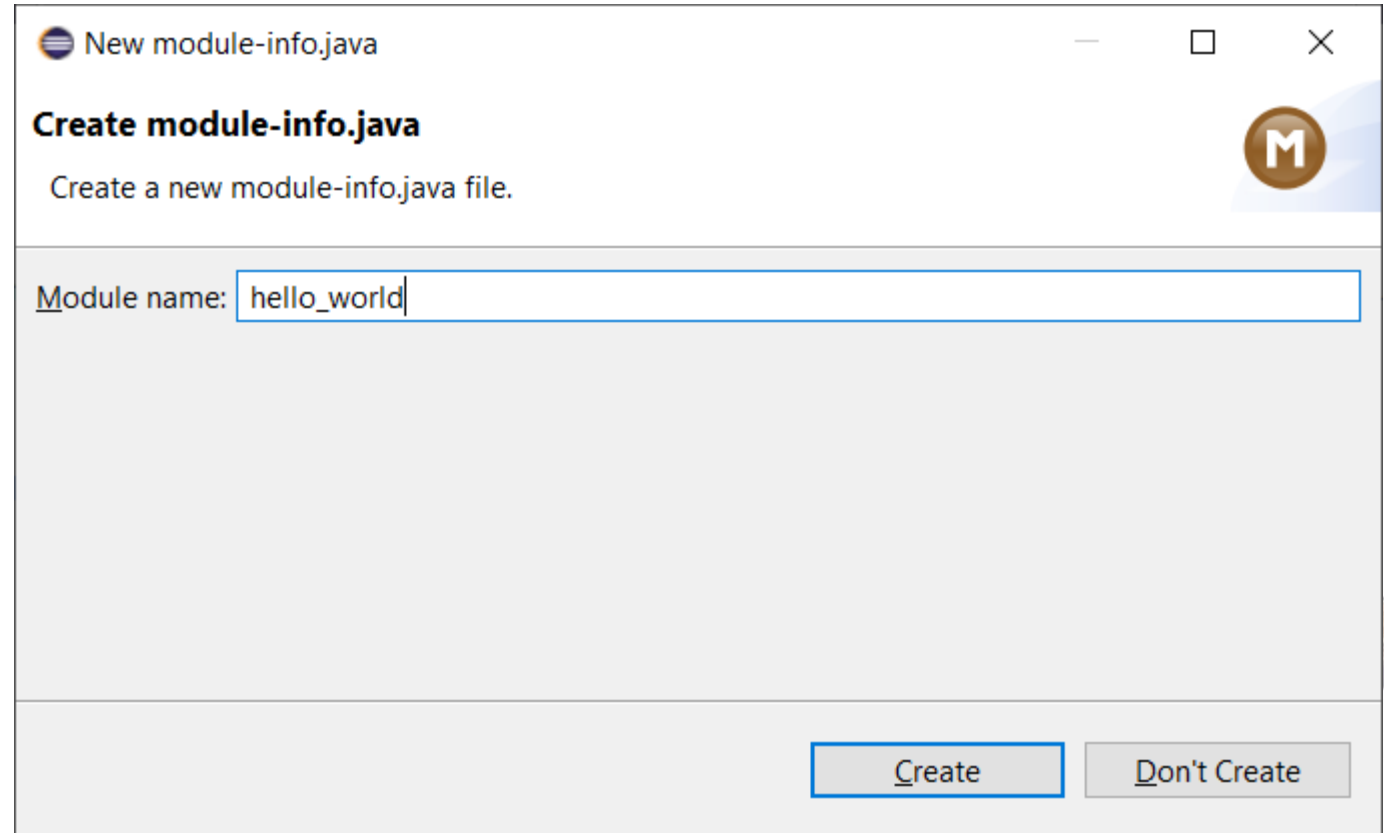 New module-info.java
Create module-info.java
M
Create a new module-info.java file.
Module name: hello_world
Create Don't Create